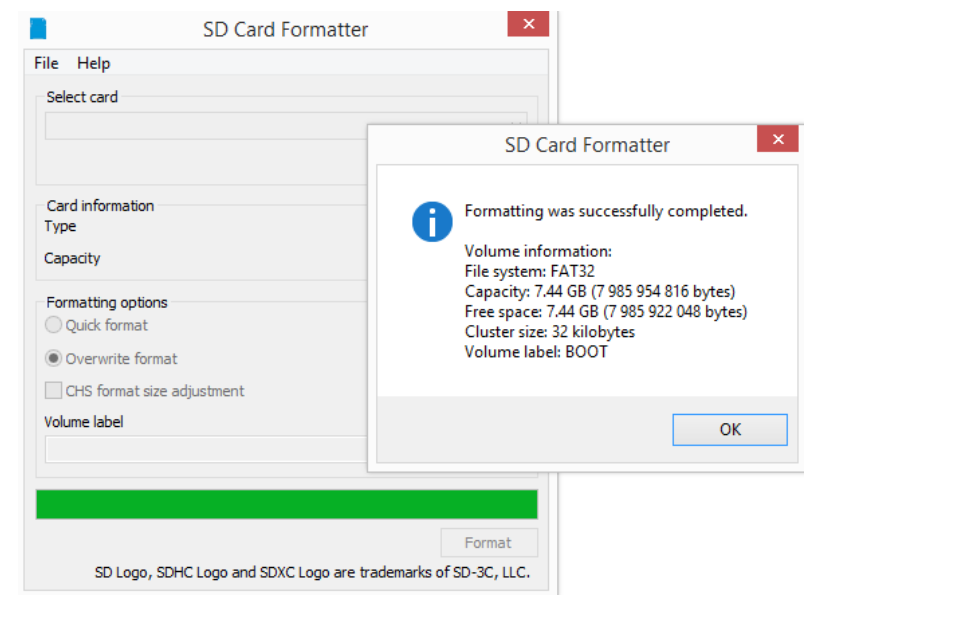 SD Card Formatter
File Help
Select card
Card information
Type
Capacity
Formatting options
Quick format
Overwrite format
CHS format size adjustment
Volume label
Format
SD Logo, SDHC Logo and SDXC Logo are trademarks of SD-3C, LLC.
SD Card Formatter
Formatting was successfully completed.
Volume information:
File system: FAT32
Capacity: 7.44 GB (7 985 954 816 bytes)
Free space: 7.44 GB (7 985 922 048 bytes)
Cluster size: 32 kilobytes
Volume label: BOOT
OK